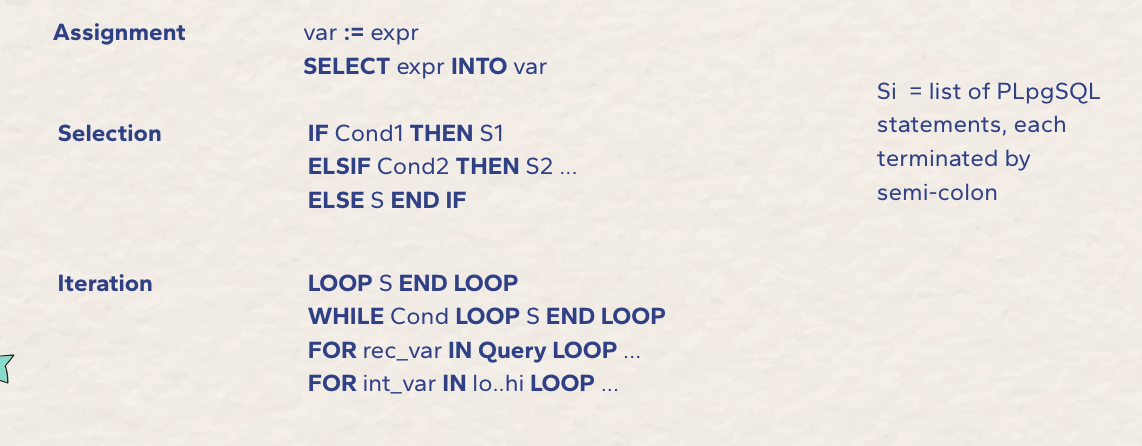 Assignment
var := expr
SELECT expr INTO var
Selection
IF Cond1 THEN S1
ELSIF Cond2 THEN S2 ...
ELSE S END IF
Iteration
LOOP S END LOOP
WHILE Cond LOOP S END LOOP
FOR rec_var IN Query LOOP ...
FOR int_var IN lo..hi LOOP ...
Si = list of PLpgSQL
statements, each
terminated by
semi-colon